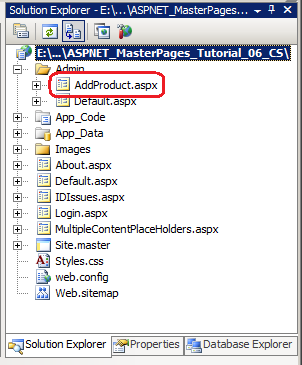 Solution Explorer - E:\...\ASPNET_MasterPages...
E:\...\ASPNET_MasterPages_Tutorial_06_CS\
Admin
AddProduct.aspx
Default.aspx
App_Code
App_Data
Images
About.aspx
Default.aspx
IDIssues.aspx
Login.aspx
MultipleContentPlaceHolders.aspx
Site.master
Styles.css
web.config
Web.sitemap
Solution Explorer Properties Database Explorer